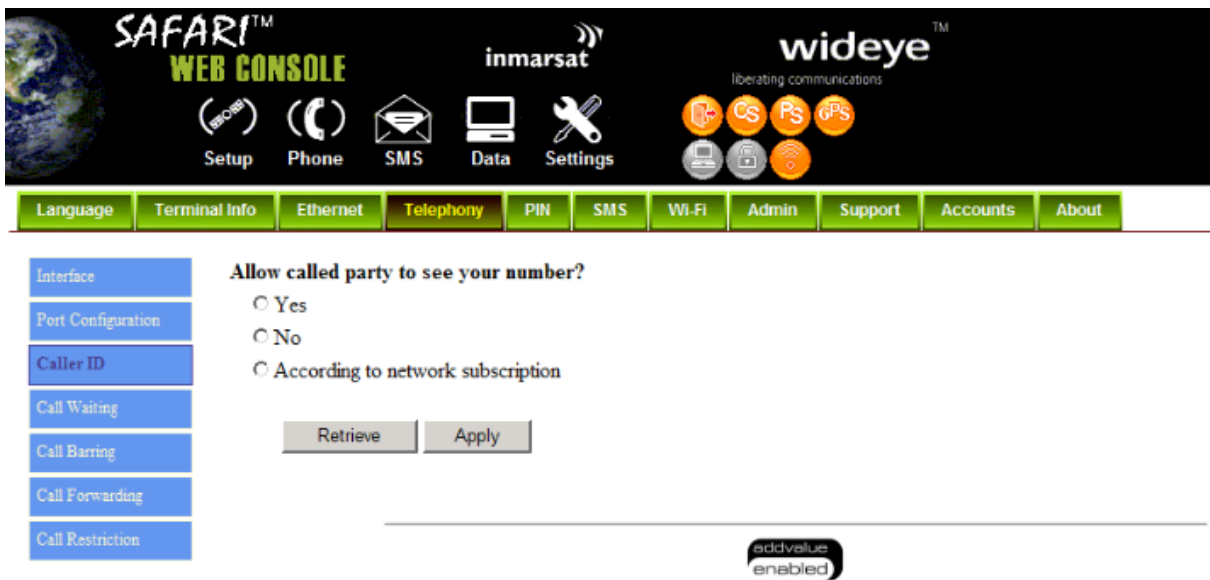 SAFARI™
WEB CONSOLE
inmarsat
wideye™
liberating communications
Setup Phone SMS Data Settings
CS PS GPS
Language Terminal Info Ethernet Telephony PIN SMS Wi-Fi Admin Support Accounts About
Interface
Port Configuration
Caller ID
Call Waiting
Call Barring
Call Forwarding
Call Restriction
Allow called party to see your number?
Yes
No
According to network subscription
Retrieve Apply
addvalue
enabled